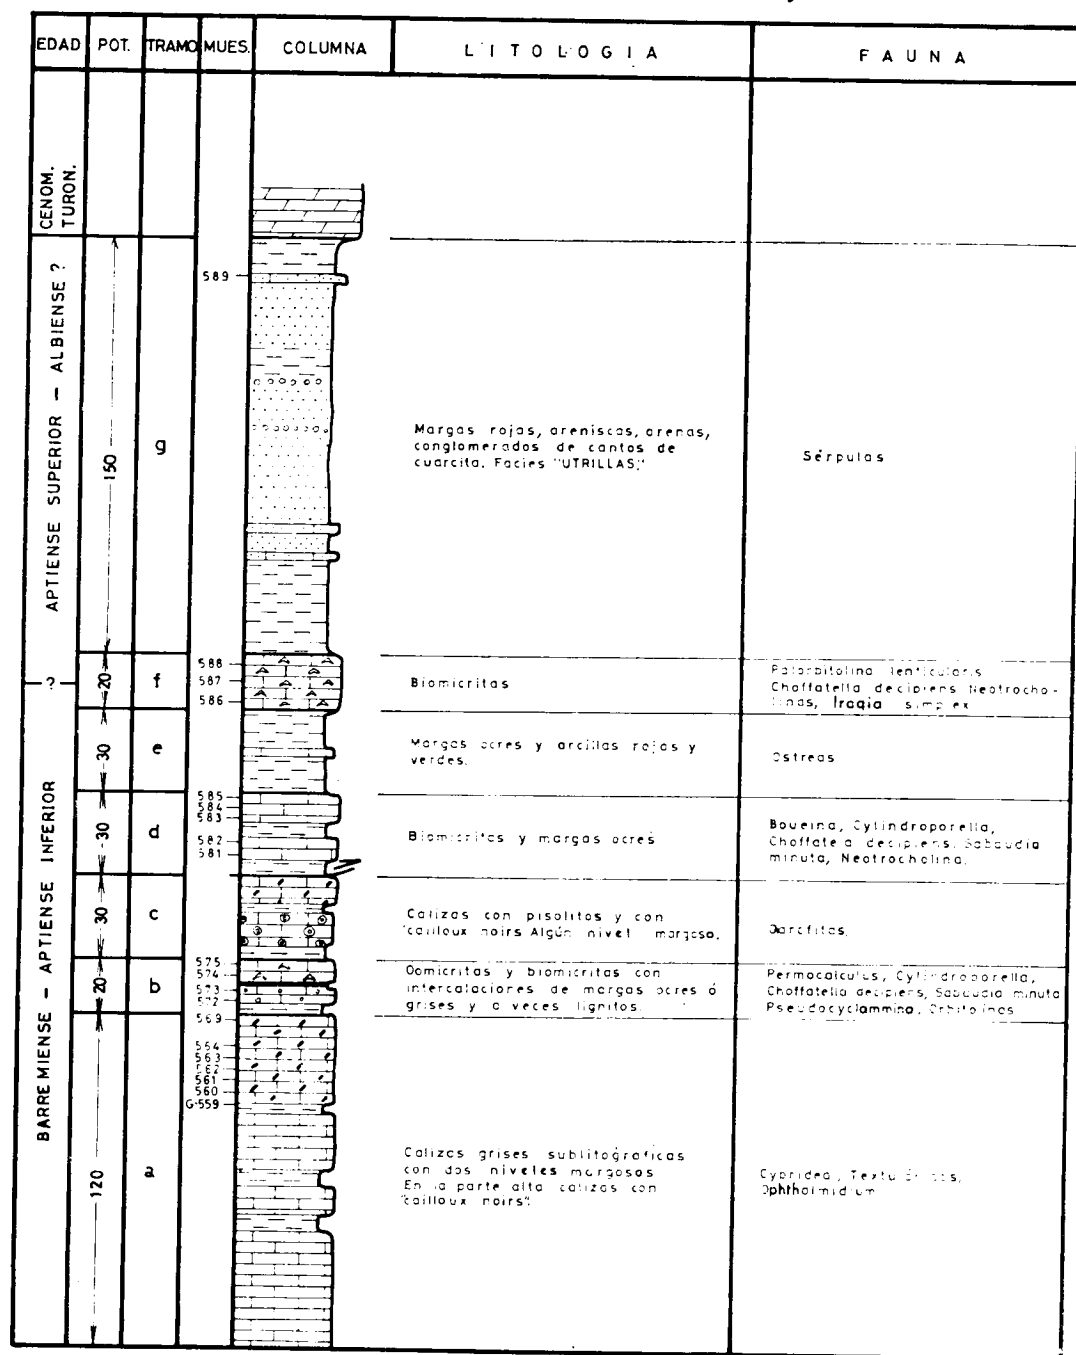 EDAD POT. TRAMO MUES. COLUMNA LITOLOGIA FAUNA
CENOM.
TURON.
APTIENSE SUPERIOR — ALBIENSE ?
150
g
589
Margas rojas, areniscas, arenas,
conglomerados de cantos de
cuarcita. Facies "UTRILLAS."
Sérpulas
?
20
f
588
587
586
Biomicritas
Palorbitolina lenticularis
Choffatella decipiens Neotrocho-
linas, Iraqia simplex
BARREMIENSE - APTIENSE INFERIOR
30
e
Margas ocres y arcillas rojas y
verdes.
Ostreas
30
d
585
584
583
582
581
Biomicritas y margas ocres
Boueina, Cylindroporella,
Choffatella decipiens, Sabaudia
minuta, Neotrocholina.
30
c
Calizas con pisolitos y con
"cailloux noirs Algún nivel margoso.
Carofitas.
20
b
575
574
573
572
Oomicritas y biomicritas con
intercalaciones de margas ocres ó
grises y a veces lignitos.
Permocalculus, Cylindroporella,
Choffatella decipiens, Sabaudia minuta
Pseudocyclammina, Orbitolinas
120
a
569
564
563
562
561
560
G-559
Calizas grises sublitograficas
con dos niveles margosos
En la parte alta calizas con
"cailloux noirs".
Cypridea,
Ophthalmidium